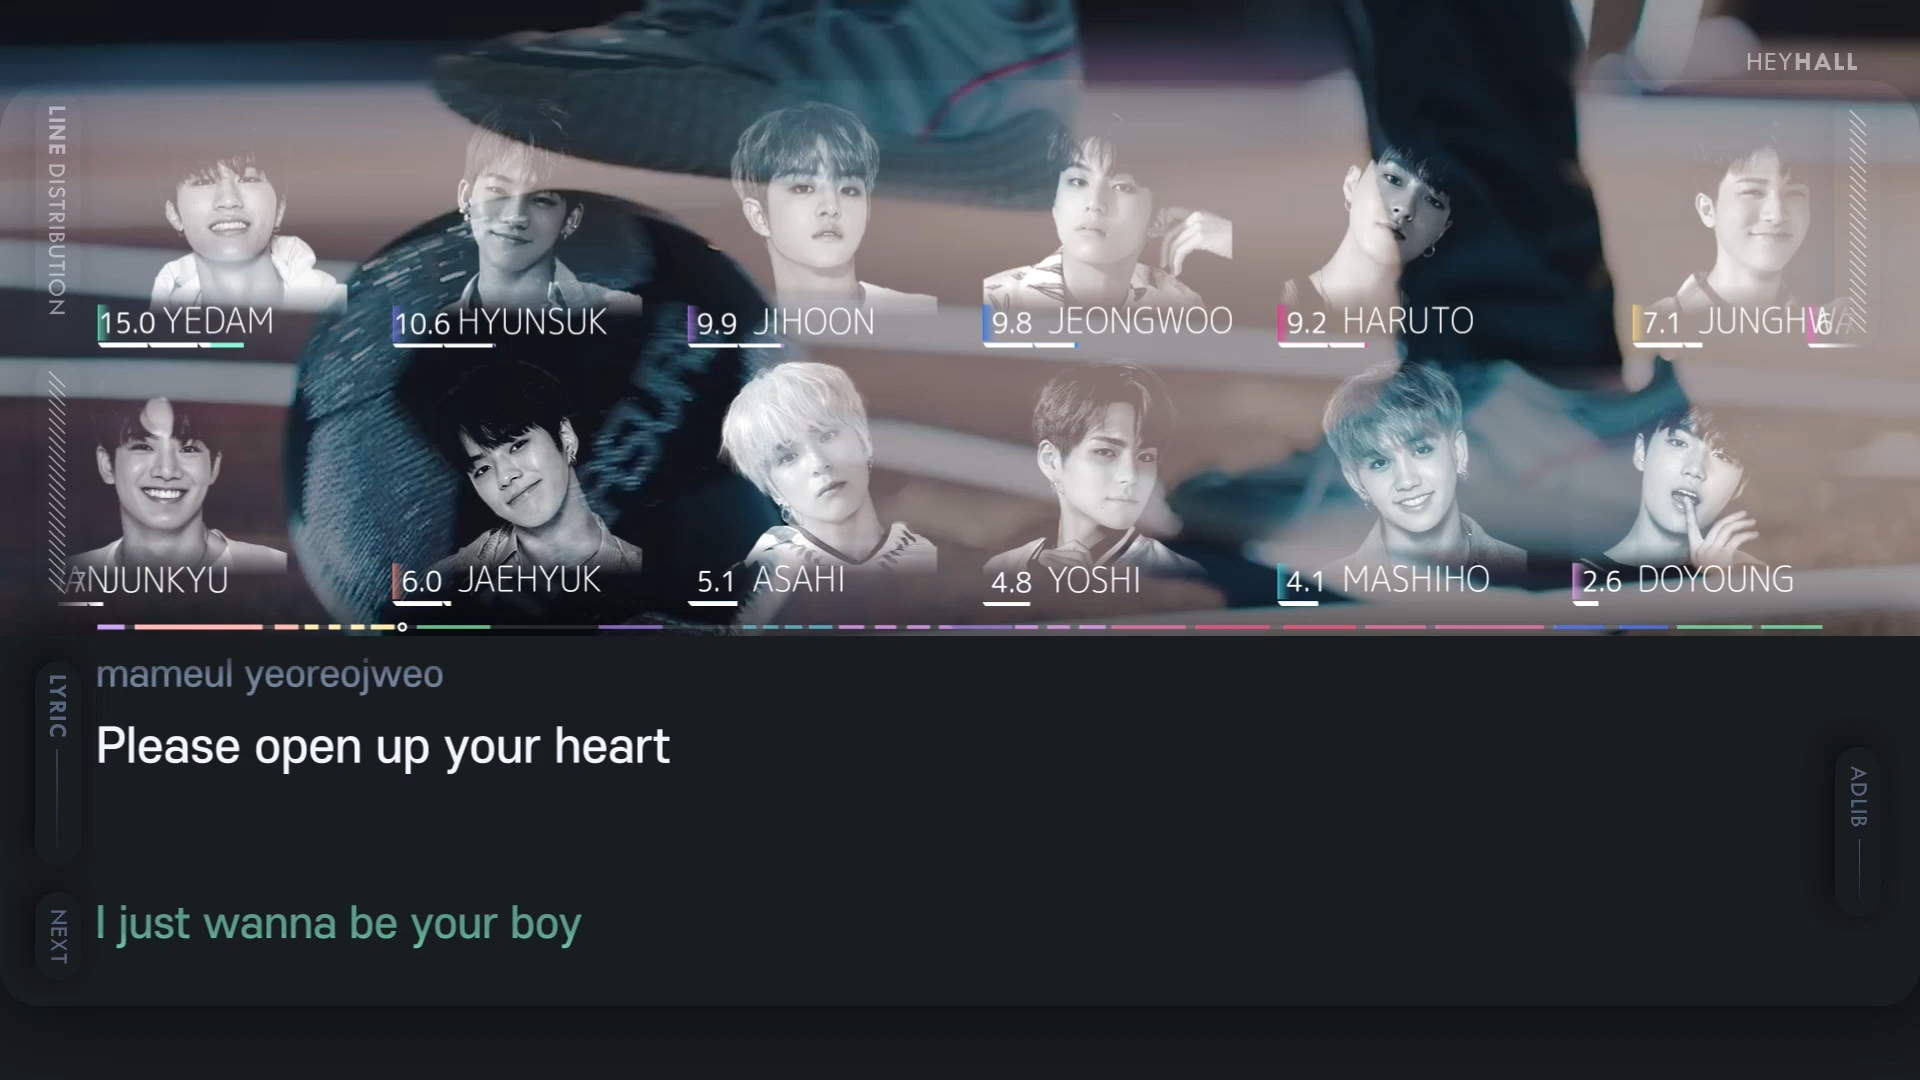 HEYHALL
LINE DISTRIBUTION
15.0 YEDAM
10.6 HYUNSUK
9.9 JIHOON
9.8 JEONGWOO
9.2 HARUTO
7.1 JUNGHW
6
JUNKYU
6.0 JAEHYUK
5.1 ASAHI
4.8 YOSHI
4.1 MASHIHO
2.6 DOYOUNG
LYRIC
mameul yeoreojweo
Please open up your heart
ADLIB
NEXT
I just wanna be your boy